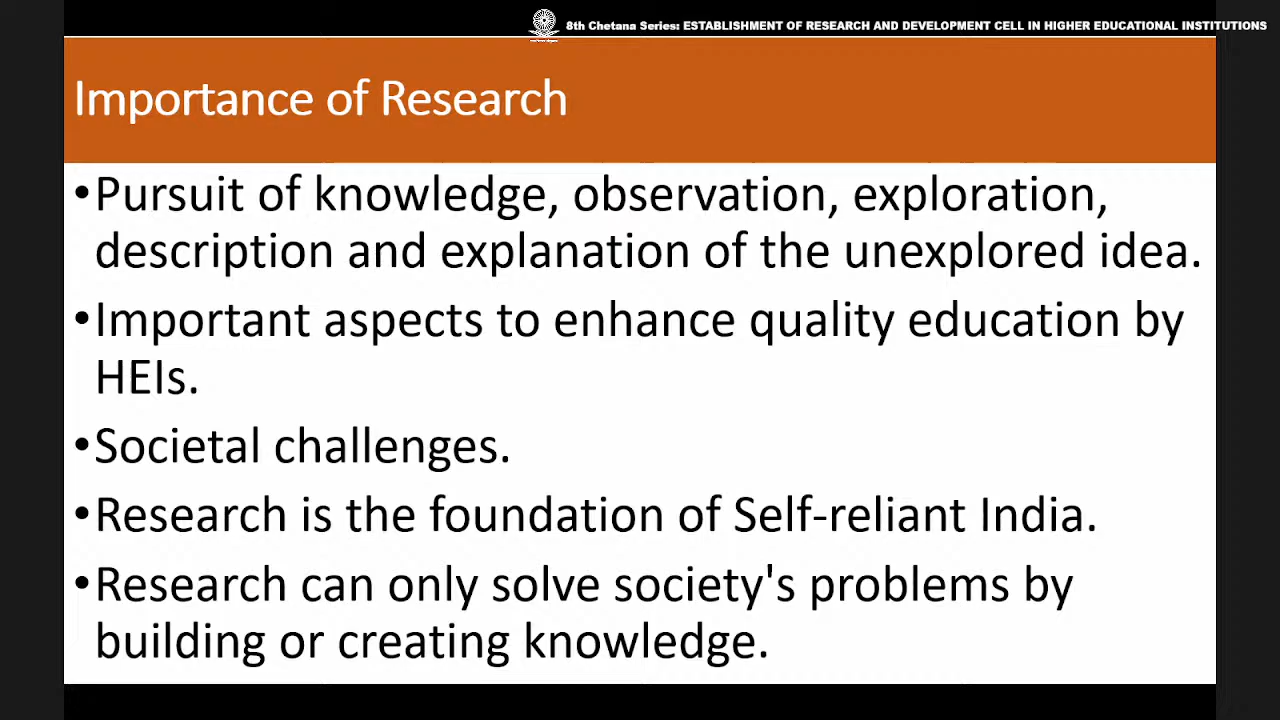 8th Chetana Series: ESTABLISHMENT OF RESEARCH AND DEVELOPMENT CELL IN HIGHER EDUCATIONAL INSTITUTIONS
Importance of Research
•Pursuit of knowledge, observation, exploration,
description and explanation of the unexplored idea.
•Important aspects to enhance quality education by
HEIs.
•Societal challenges.
•Research is the foundation of Self-reliant India.
•Research can only solve society's problems by
building or creating knowledge.